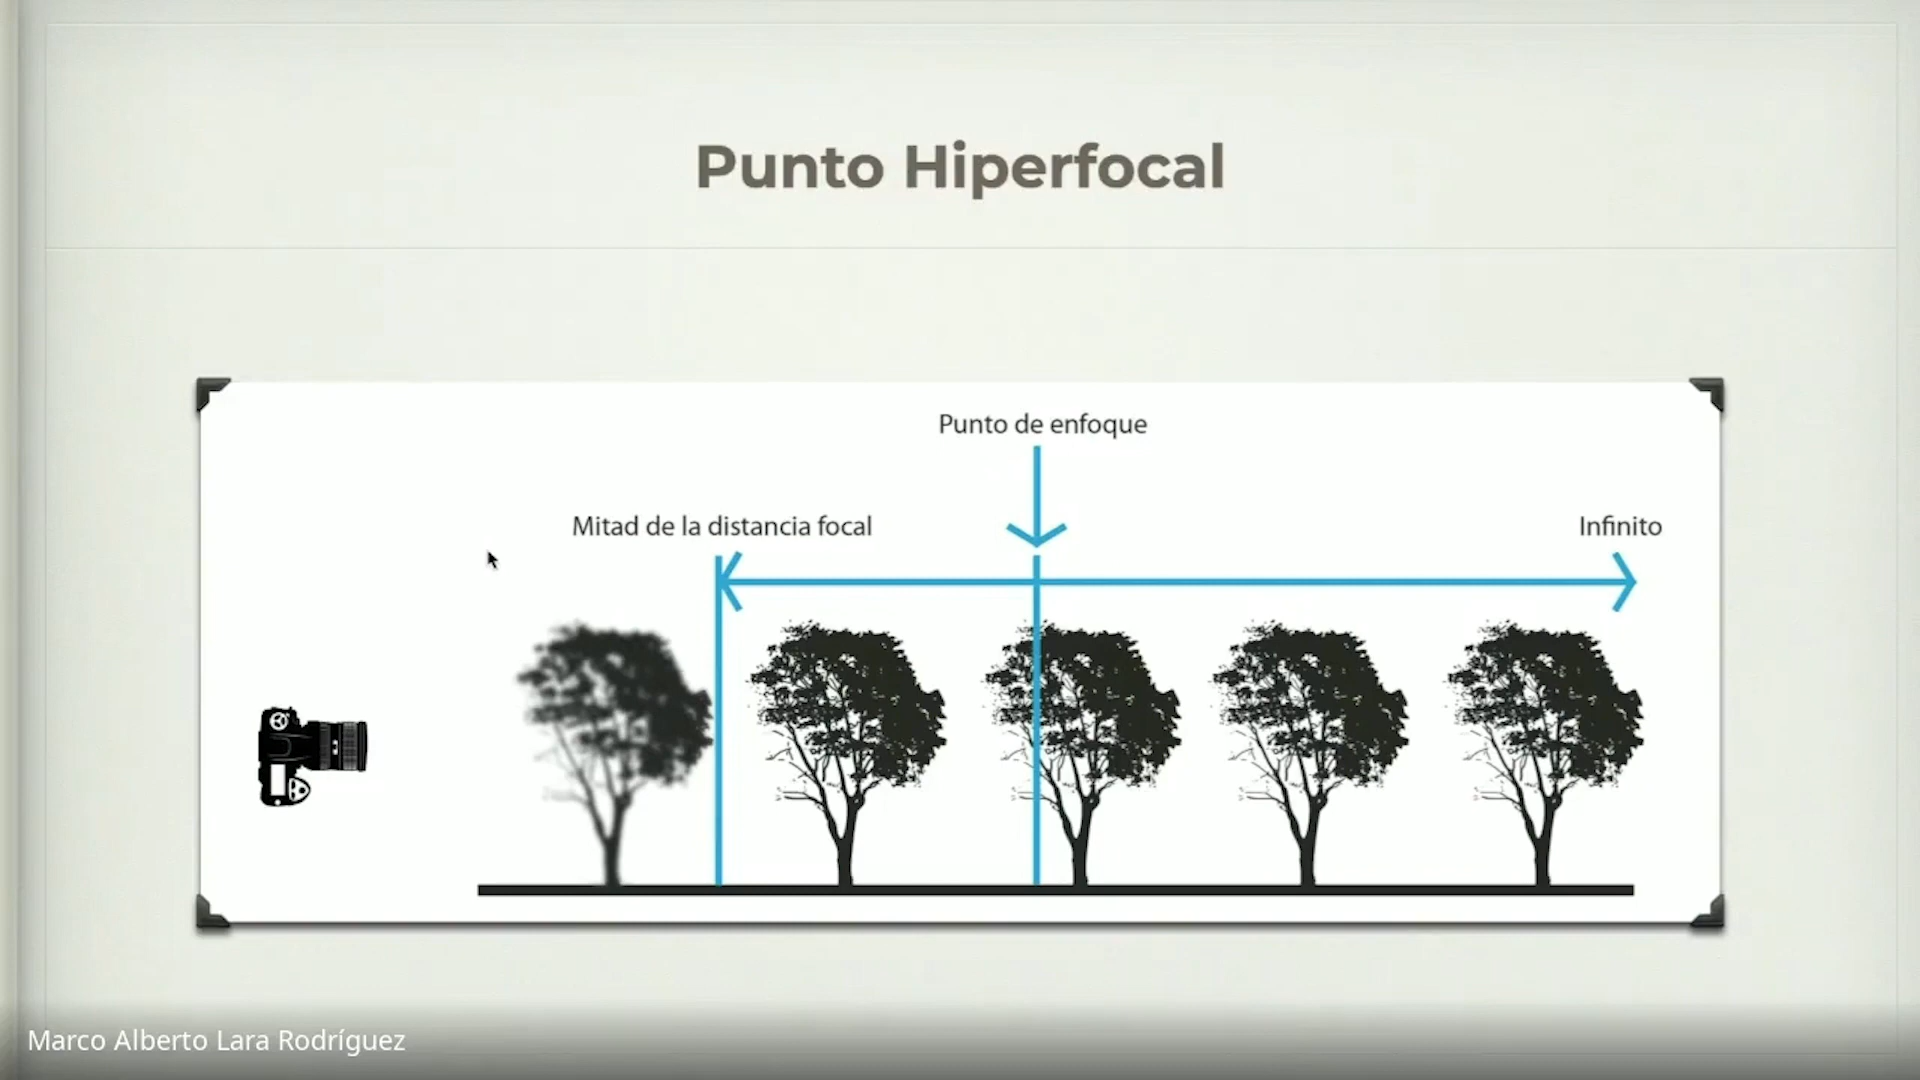 Punto Hiperfocal
Punto de enfoque
Mitad de la distancia focal
Infinito
Marco Alberto Lara Rodríguez